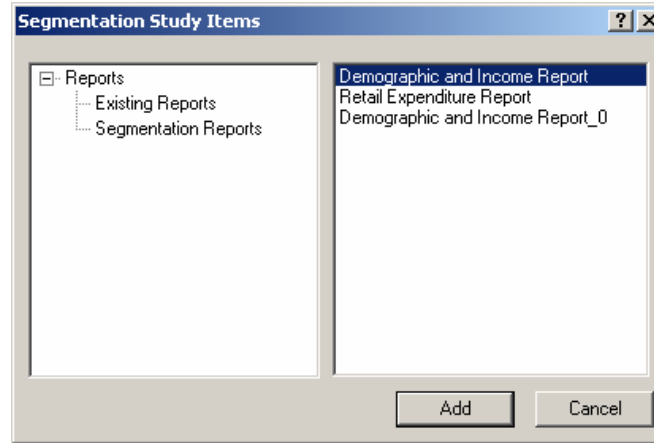 Segmentation Study Items
Reports
Existing Reports
Segmentation Reports
Demographic and Income Report
Retail Expenditure Report
Demographic and Income Report_0
Add
Cancel